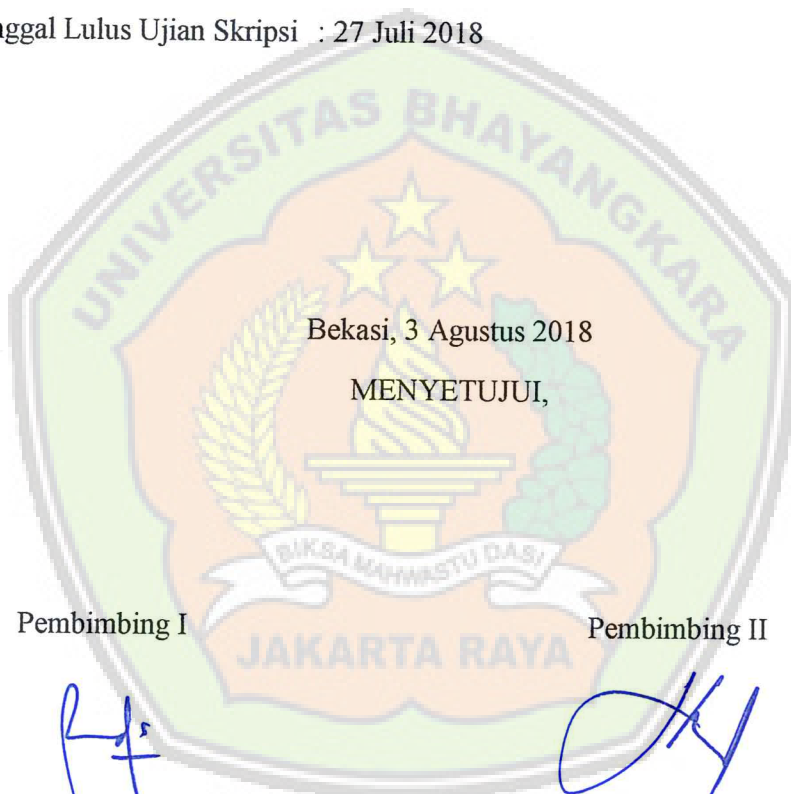 nggal Lulus Ujian Skripsi : 27 Juli 2018
UNIVERSITAS BHAYANGKARA
Bekasi, 3 Agustus 2018
MENYETUJUI,
BIKSA MAHWASTU DASI
Pembimbing I Pembimbing II
JAKARTA RAYA